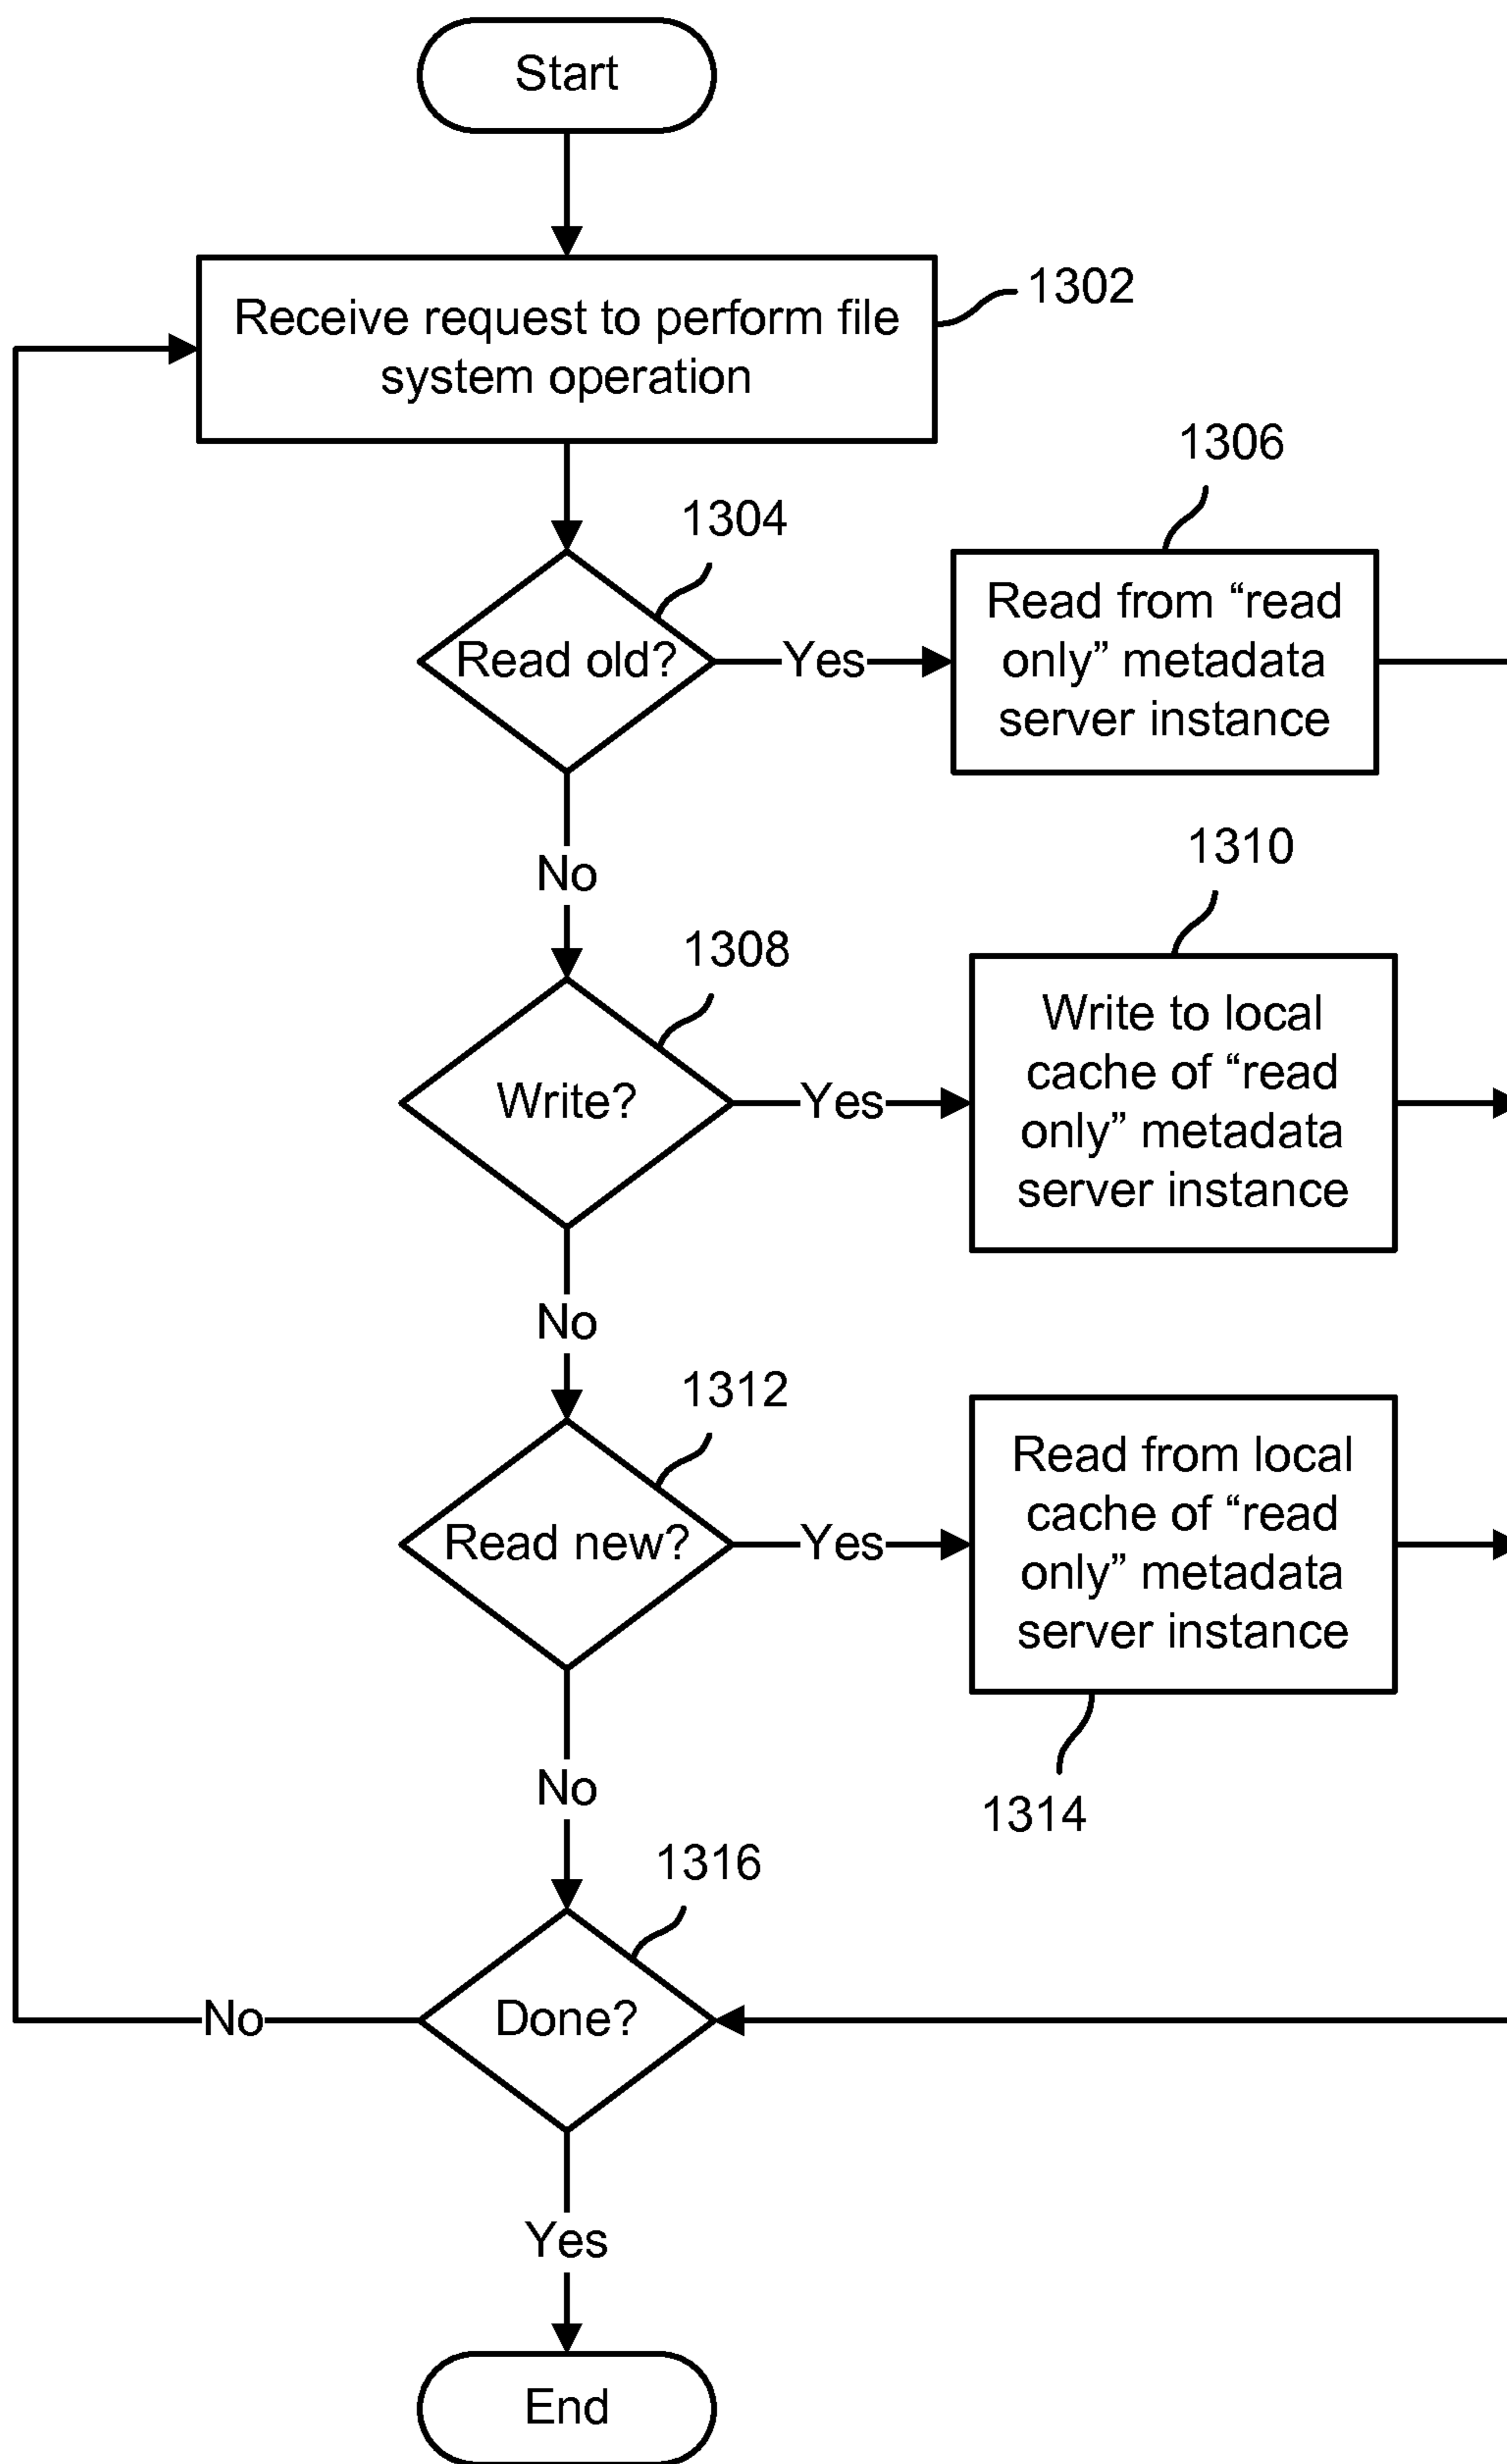 Start
Receive request to perform file
system operation
1302
1304
1306
Read old?
Yes
Read from “read
only” metadata
server instance
No
1308
1310
Write?
Yes
Write to local
cache of “read
only” metadata
server instance
No
1312
Read new?
Yes
Read from local
cache of “read
only” metadata
server instance
1314
No
1316
Done?
No
Yes
End